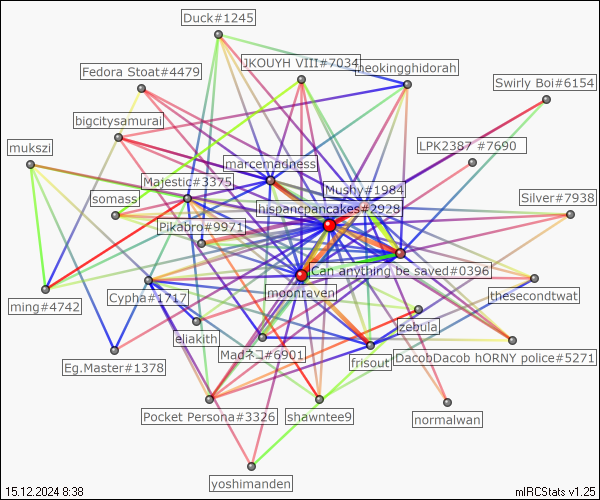 Duck#1245
JKOUYH VIII#7034
neokingghidorah
Fedora Stoat#4479
Swirly Boi#6154
bigcitysamurai
mukszi
LPK2387 #7690
marcemadness
Majestic#3375
Mushy#1984
somass
Silver#7938
hispancpancakes#2928
Pikabro#9971
Can anything be saved#0396
moonraven
Cypha#1717
thesecondtwat
ming#4742
zebula
eliakith
Madネコ#6901
frisout
DacobDacob hORNY police#5271
Eg.Master#1378
Pocket Persona#3326
shawntee9
normalwan
yoshimanden
15.12.2024 8:38
mIRCStats v1.25